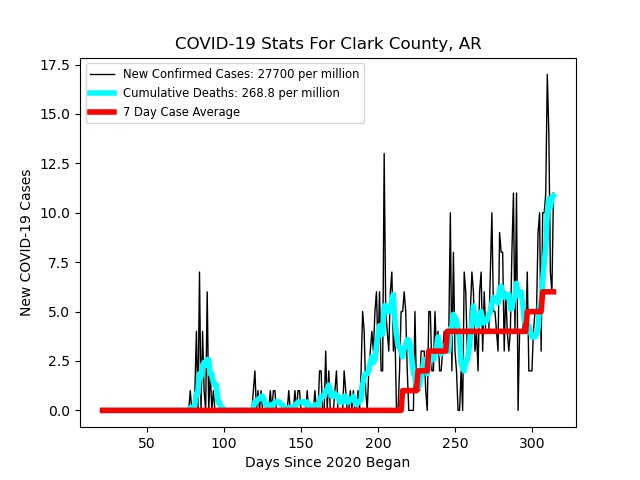 COVID-19 Stats For Clark County, AR
New Confirmed Cases: 27700 per million
Cumulative Deaths: 268.8 per million
7 Day Case Average
New COVID-19 Cases
17.5
15.0
12.5
10.0
7.5
5.0
2.5
0.0
50 100 150 200 250 300
Days Since 2020 Began